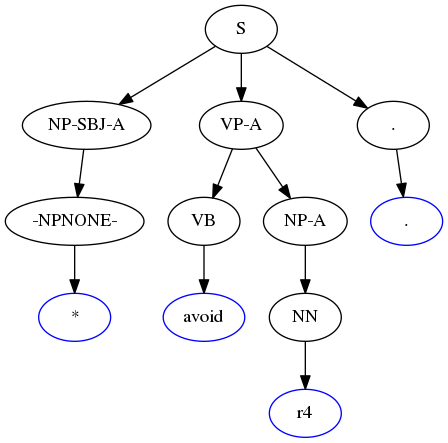 S
NP-SBJ-A VP-A .
-NPNONE- VB NP-A .
* avoid NN
r4